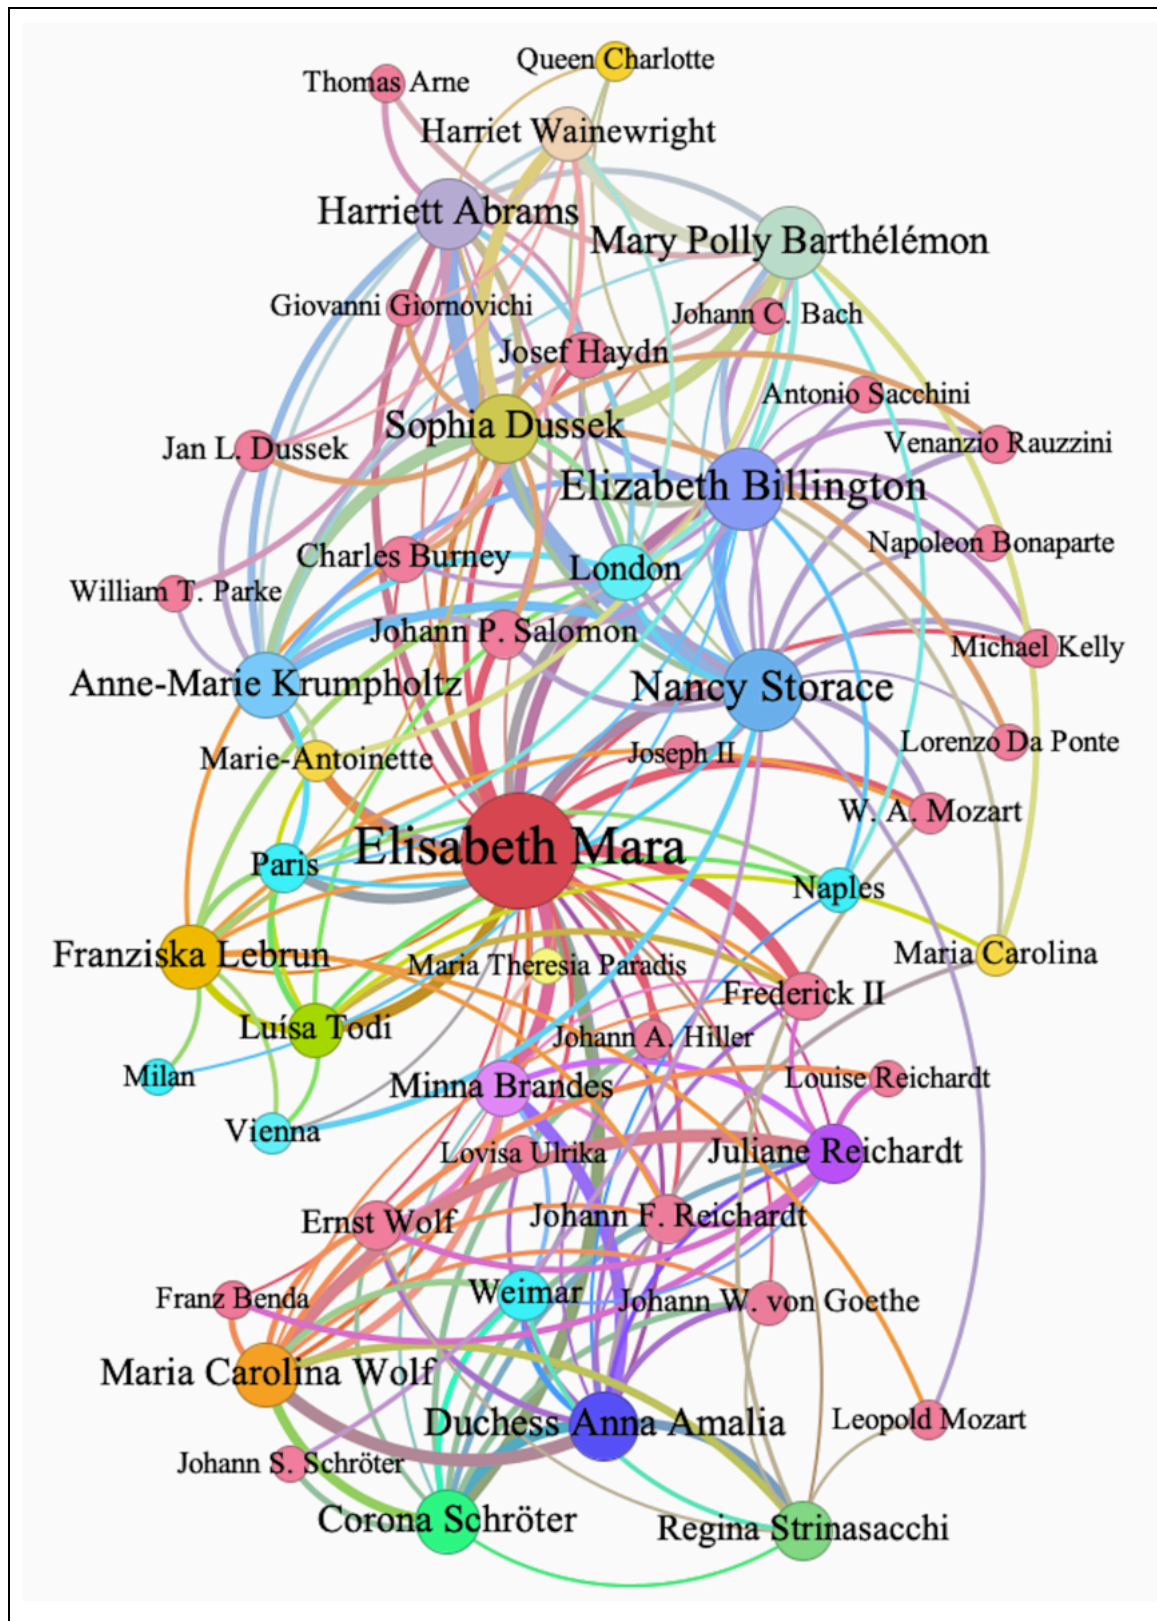 Queen Charlotte
Thomas Arne
Harriet Wainewright
Harriett Abrams
Mary Polly Barthélémon
Giovanni Giornovichi
Johann C. Bach
Josef Haydn
Antonio Sacchini
Sophia Dussek
Jan L. Dussek
Venanzio Rauzzini
Elizabeth Billington
Napoleon Bonaparte
Charles Burney
London
William T. Parke
Johann P. Salomon
Michael Kelly
Anne-Marie Krumpholtz
Nancy Storace
Lorenzo Da Ponte
Joseph II
Marie-Antoinette
W. A. Mozart
Elisabeth Mara
Paris
Naples
Franziska Lebrun
Maria Carolina
Maria Theresia Paradis
Frederick II
Luísa Todi
Johann A. Hiller
Milan
Minna Brandes
Louise Reichardt
Vienna
Lovisa Ulrika
Juliane Reichardt
Ernst Wolf
Johann F. Reichardt
Weimar
Franz Benda
Johann W. von Goethe
Maria Carolina Wolf
Duchess Anna Amalia
Leopold Mozart
Johann S. Schröter
Corona Schröter
Regina Strinasacchi